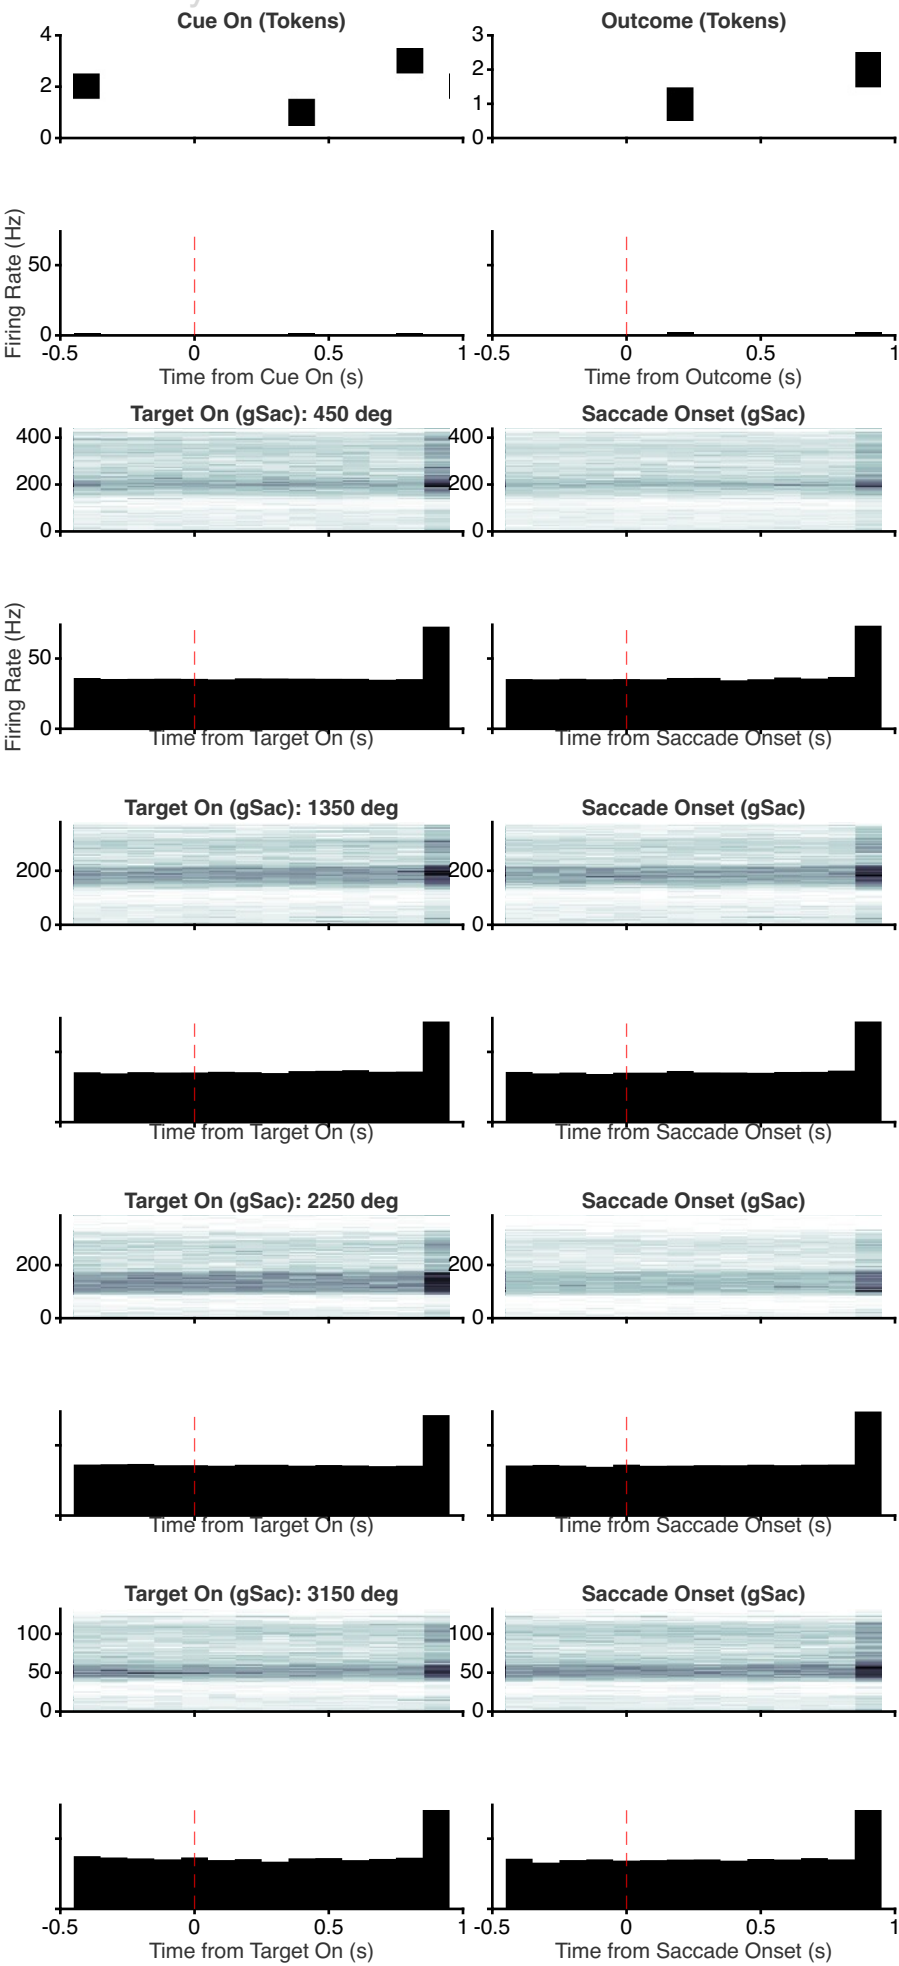 Cue On (Tokens)
Outcome (Tokens)
4
2
0
3
2
1
0
Firing Rate (Hz)
50
0
-0.5 0 0.5 1
-0.5 0 0.5 1
Time from Cue On (s)
Time from Outcome (s)
Target On (gSac): 450 deg
Saccade Onset (gSac)
400
200
0
400
200
0
Firing Rate (Hz)
50
0
Time from Target On (s)
Time from Saccade Onset (s)
Target On (gSac): 1350 deg
Saccade Onset (gSac)
200
0
200
0
Time from Target On (s)
Time from Saccade Onset (s)
Target On (gSac): 2250 deg
Saccade Onset (gSac)
200
0
200
0
Time from Target On (s)
Time from Saccade Onset (s)
Target On (gSac): 3150 deg
Saccade Onset (gSac)
100
50
0
100
50
0
-0.5 0 0.5 1
-0.5 0 0.5 1
Time from Target On (s)
Time from Saccade Onset (s)